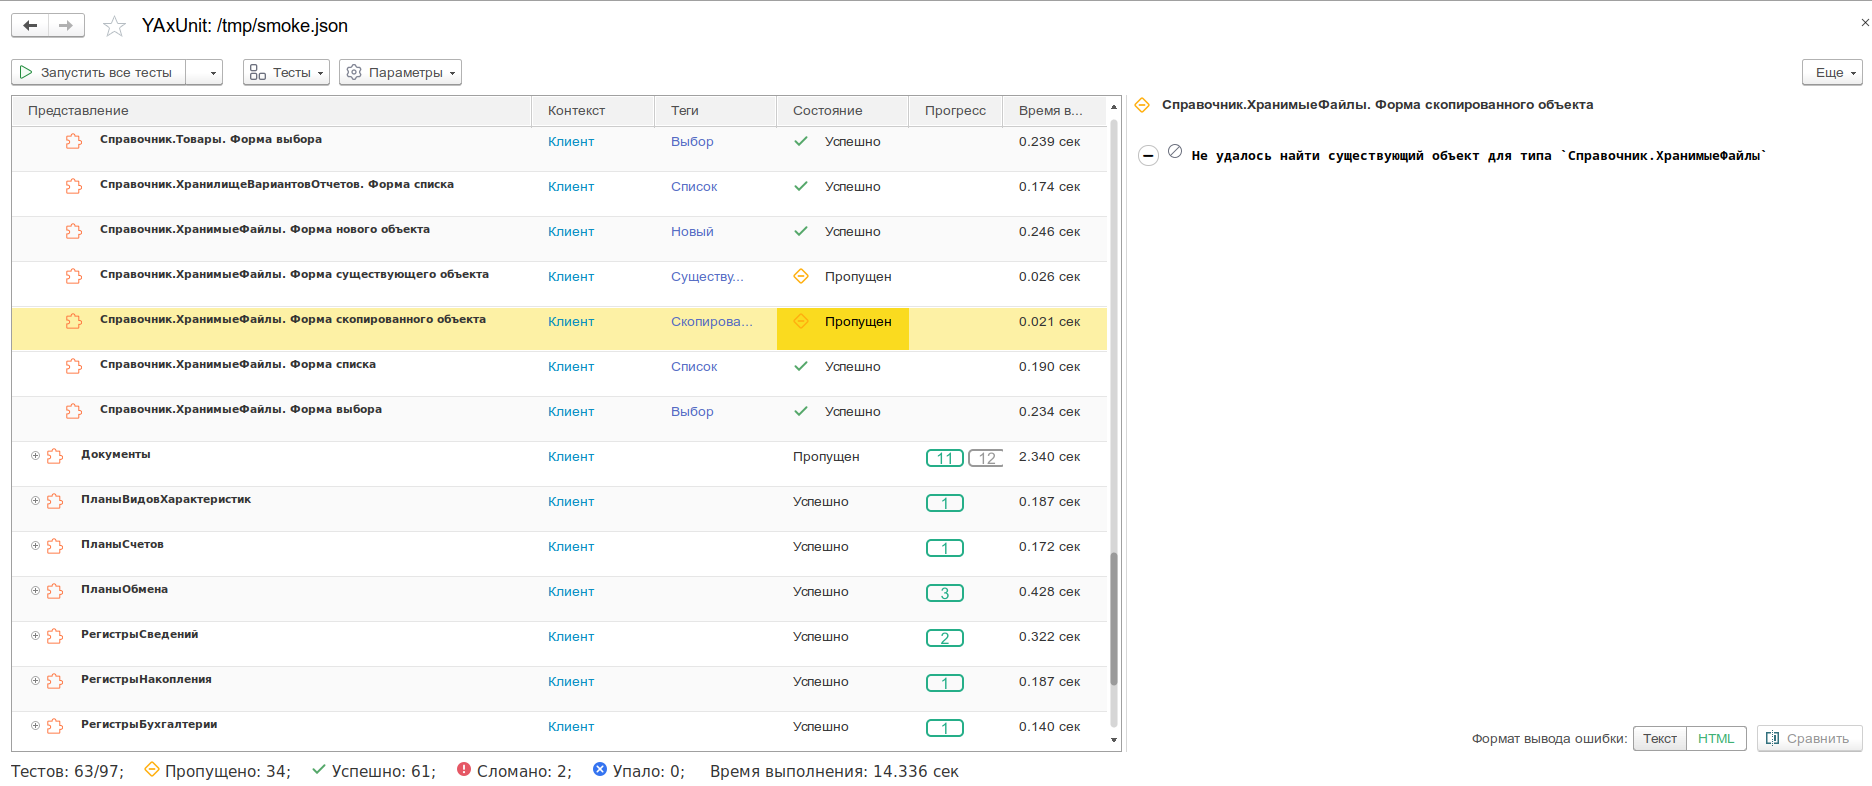 YAxUnit: /tmp/smoke.json
Запустить все тесты Тесты Параметры Еще
Представление Контекст Теги Состояние Прогресс Время в...
Справочник.Товары. Форма выбора Клиент Выбор Успешно 0.239 сек
Справочник.ХранилищеВариантовОтчетов. Форма списка Клиент Список Успешно 0.174 сек
Справочник.ХранимыеФайлы. Форма нового объекта Клиент Новый Успешно 0.246 сек
Справочник.ХранимыеФайлы. Форма существующего объекта Клиент Существу... Пропущен 0.026 сек
Справочник.ХранимыеФайлы. Форма скопированного объекта Клиент Скопирова... Пропущен 0.021 сек
Справочник.ХранимыеФайлы. Форма списка Клиент Список Успешно 0.190 сек
Справочник.ХранимыеФайлы. Форма выбора Клиент Выбор Успешно 0.234 сек
Документы Клиент Пропущен 11 12 2.340 сек
ПланыВидовХарактеристик Клиент Успешно 1 0.187 сек
ПланыСчетов Клиент Успешно 1 0.172 сек
ПланыОбмена Клиент Успешно 3 0.428 сек
РегистрыСведений Клиент Успешно 2 0.322 сек
РегистрыНакопления Клиент Успешно 1 0.187 сек
РегистрыБухгалтерии Клиент Успешно 1 0.140 сек
Справочник.ХранимыеФайлы. Форма скопированного объекта
Не удалось найти существующий объект для типа `Справочник.ХранимыеФайлы`
Формат вывода ошибки: Текст HTML Сравнить
Тестов: 63/97; Пропущено: 34; Успешно: 61; Сломано: 2; Упало: 0; Время выполнения: 14.336 сек